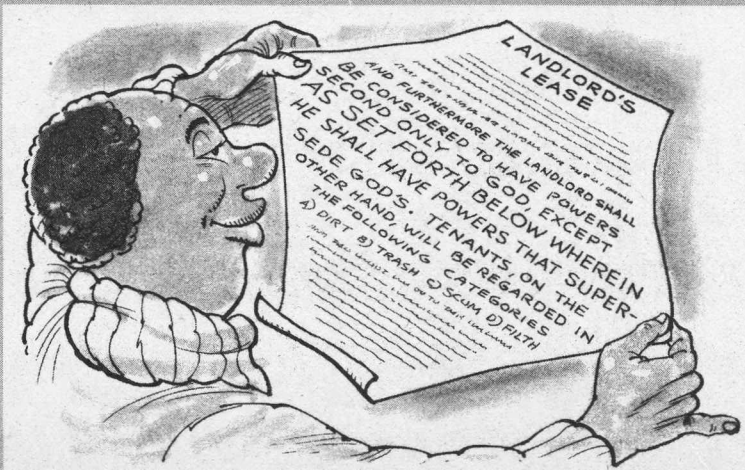 LANDLORD'S
LEASE
AND FURTHERMORE THE LANDLORD SHALL
BE CONSIDERED TO HAVE POWERS
SECOND ONLY TO GOD, EXCEPT
AS SET FORTH BELOW WHEREIN
HE SHALL HAVE POWERS THAT SUPER-
SEDE GOD'S. TENANTS, ON THE
OTHER HAND, WILL BE REGARDED IN
THE FOLLOWING CATEGORIES
A) DIRT B) TRASH C) SCUM D) FILTH